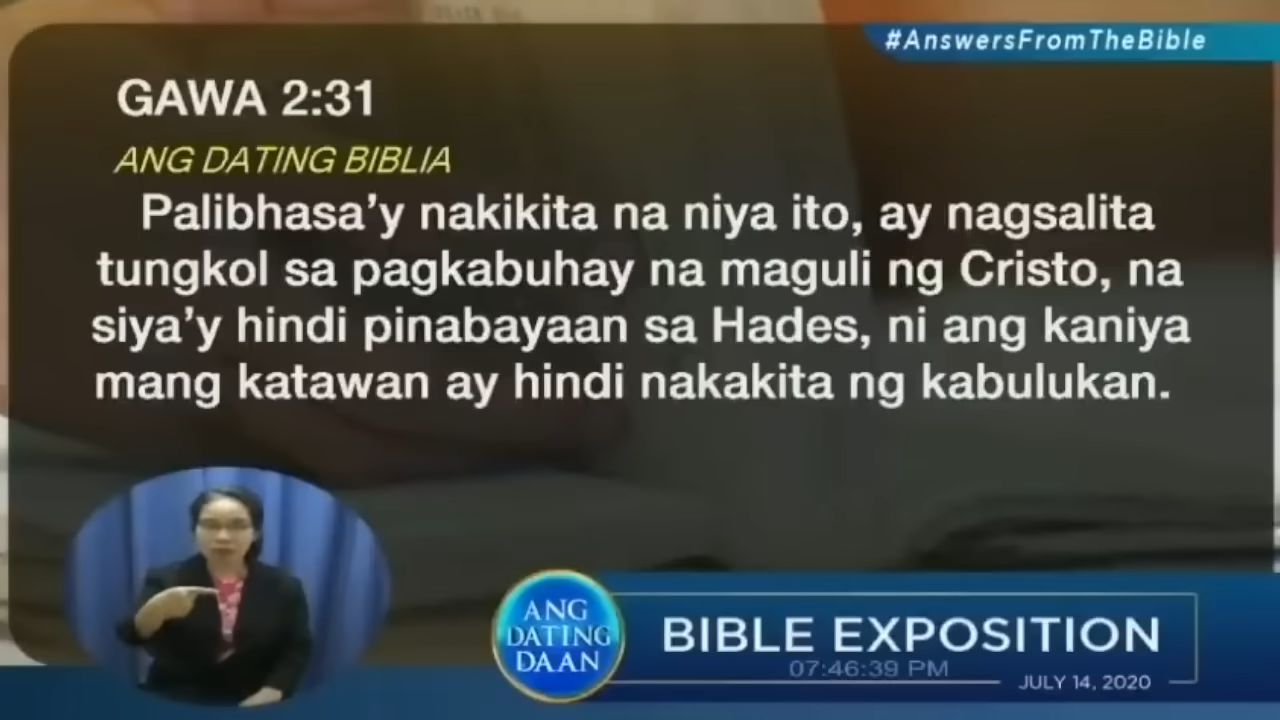 #AnswersFromTheBible
GAWA 2:31
ANG DATING BIBLIA
Palibhasa'y nakikita na niya ito, ay nagsalita
tungkol sa pagkabuhay na maguli ng Cristo, na
siya'y hindi pinabayaan sa Hades, ni ang kaniya
mang katawan ay hindi nakakita ng kabulukan.
ANG
DATING
DAAN
BIBLE EXPOSITION
07:46:39 PM
JULY 14, 2020